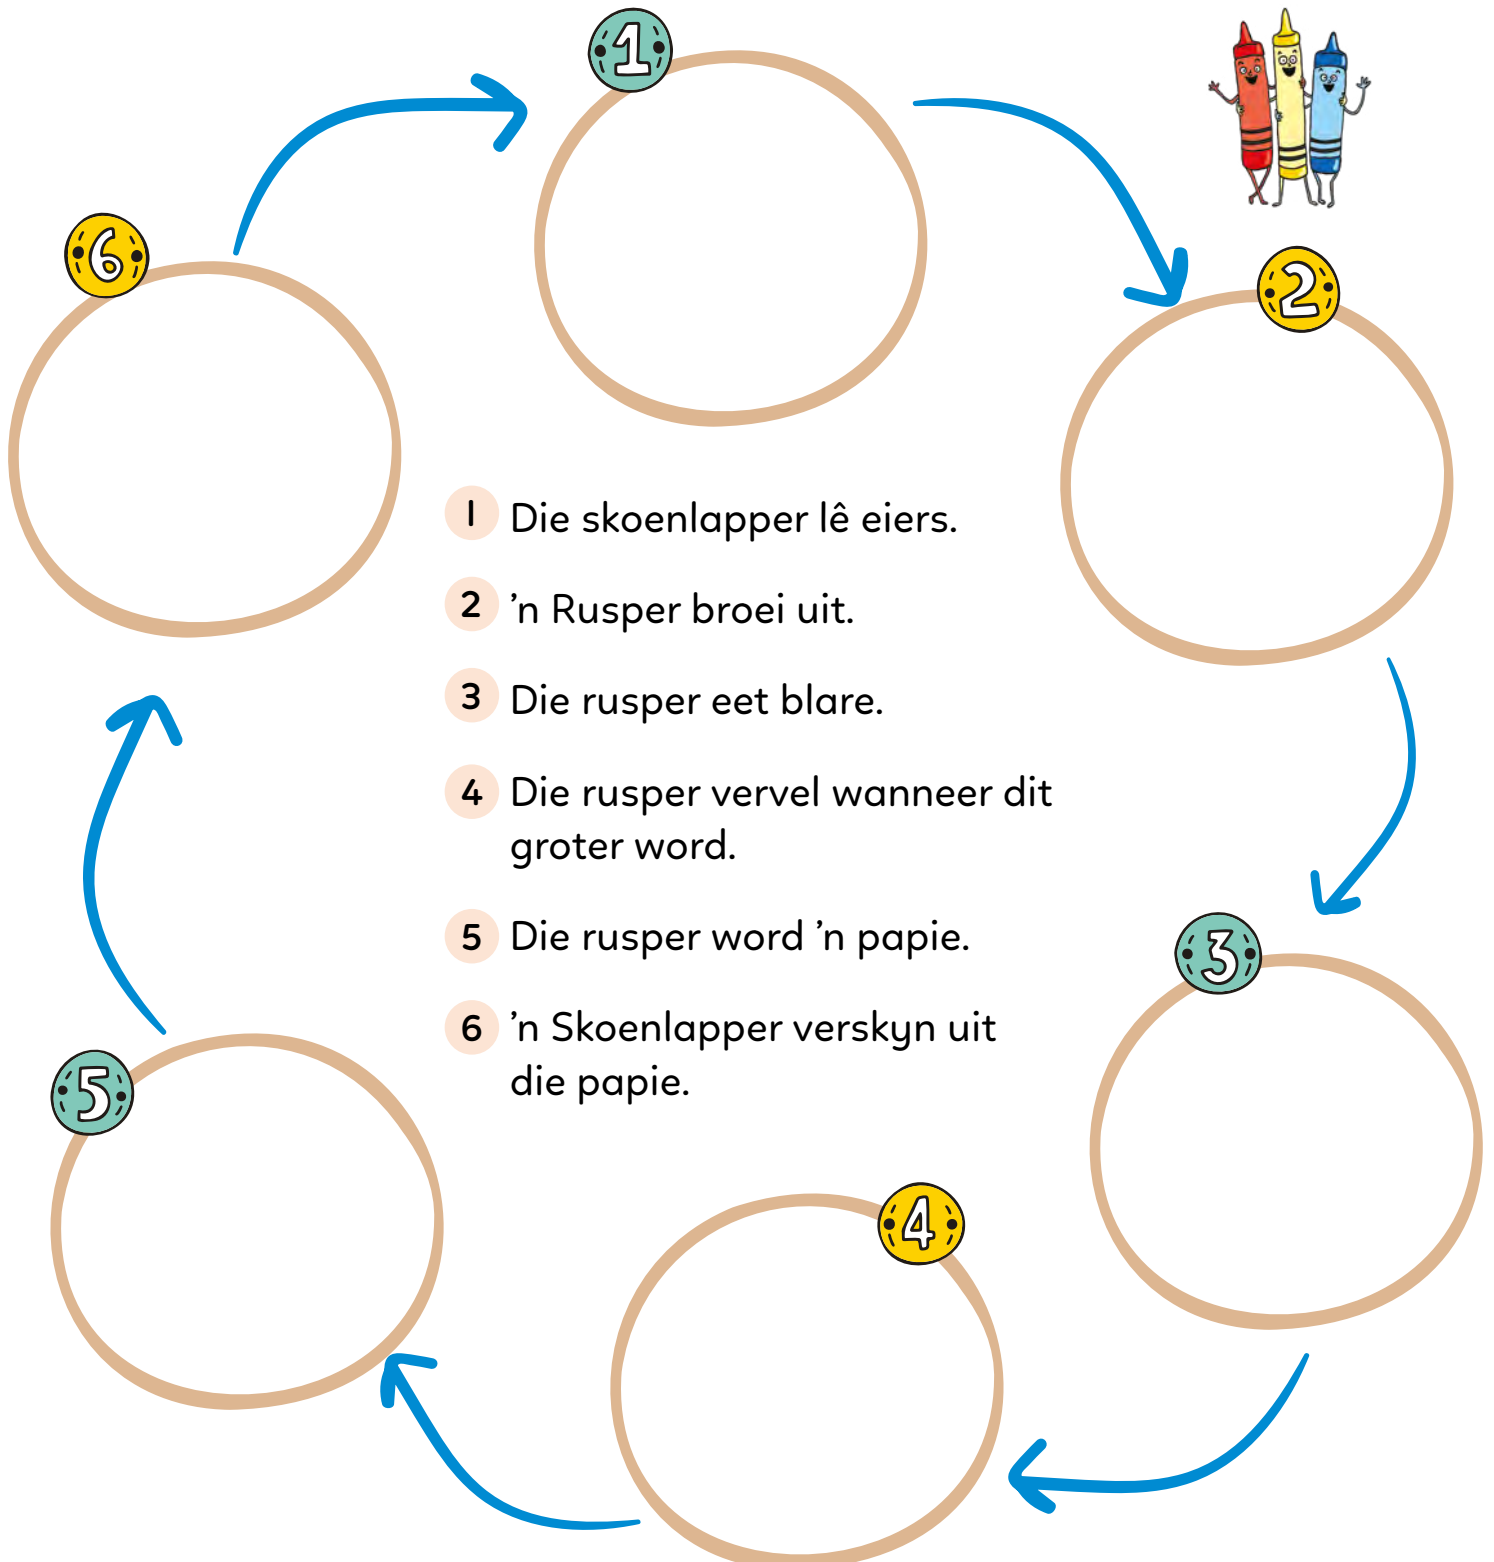 1
6
2
1 Die skoenlapper lê eiers.
2 ’n Rusper broei uit.
3 Die rusper eet blare.
4 Die rusper vervel wanneer dit
groter word.
5 Die rusper word ’n papie.
6 ’n Skoenlapper verskyn uit
die papie.
3
5
4